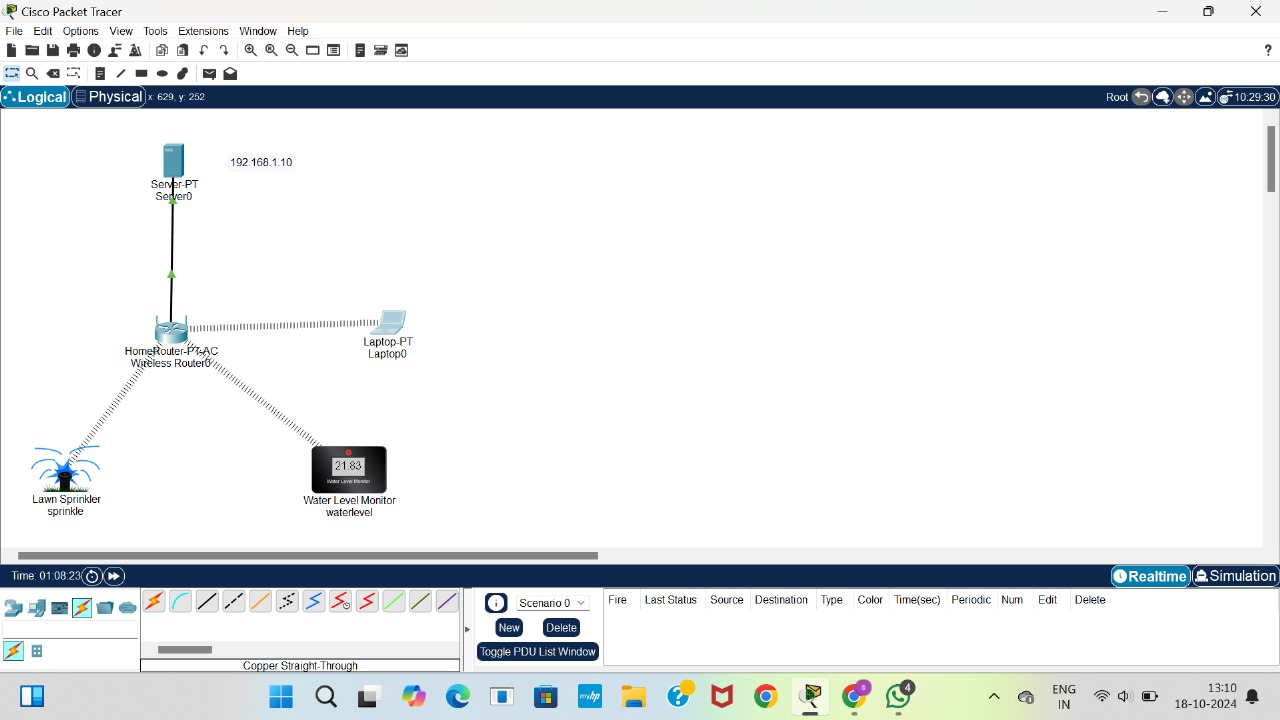 Cisco Packet Tracer
File Edit Options View Tools Extensions Window Help
?
Logical Physical x: 629, y: 252 Root 10:29:30
192.168.1.10
Server-PT
Server0
Laptop-PT
Laptop0
HomeRouter-PT-AC
Wireless Router0
21.83
Water Level Monitor
Lawn Sprinkler
sprinkle
Water Level Monitor
waterlevel
Time: 01:08:23 Realtime Simulation
Scenario 0 Fire Last Status Source Destination Type Color Time(sec) Periodic Num Edit Delete
New Delete
Toggle PDU List Window
Copper Straight-Through
myhp
S
4
ENG
IN
13:10
18-10-2024